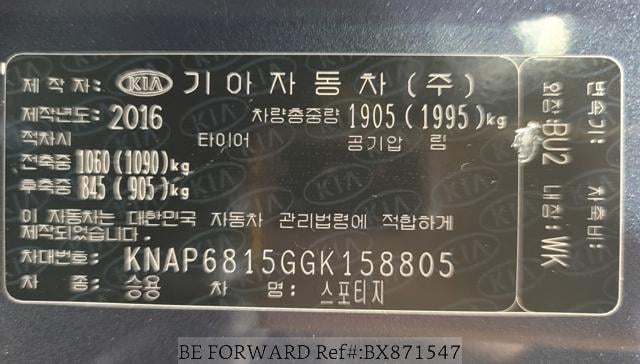 제 작 자: KIA 기아자동차 (주)
제작년도: 2016 차량총중량 1905 (1995)kg
적차시 타이어 공기압 력
전축중 1060 (1090)kg
후축중 845 (905)kg
이 자동차는 대한민국 자동차 관리법령에 적합하게
제작되었습니다.
차대번호: KNAP6815GGK158805
차 종: 승용 차 명: 스포티지
변속기: 차축비:
외장: BU2 내장: WK
BE FORWARD Ref#:BX871547